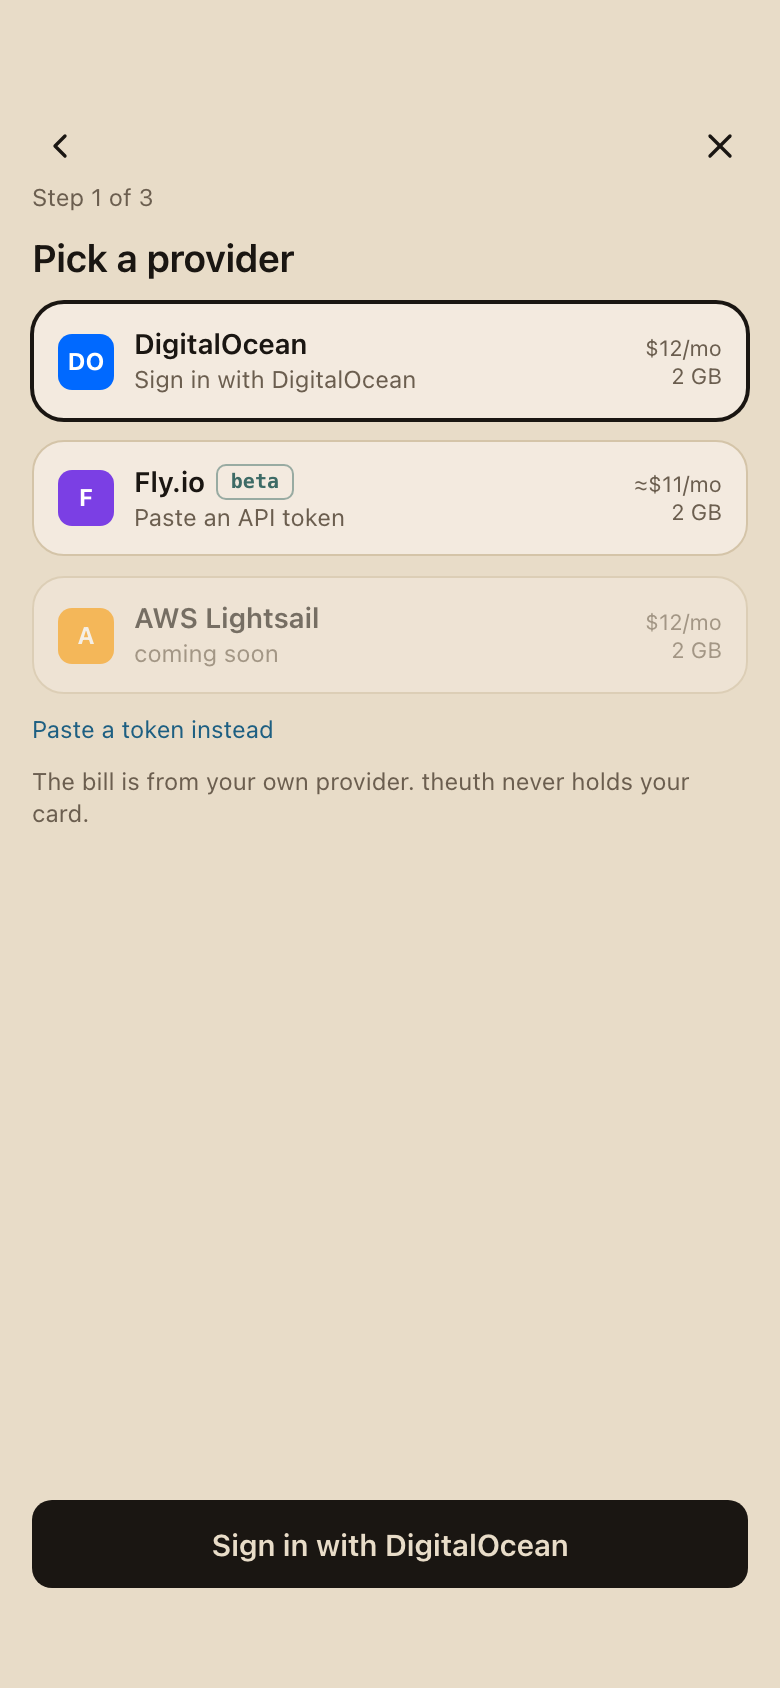 Step 1 of 3
Pick a provider
DO
DigitalOcean
Sign in with DigitalOcean
$12/mo
2 GB
F
Fly.io beta
Paste an API token
≈$11/mo
2 GB
A
AWS Lightsail
coming soon
$12/mo
2 GB
Paste a token instead
The bill is from your own provider. theuth never holds your
card.
Sign in with DigitalOcean